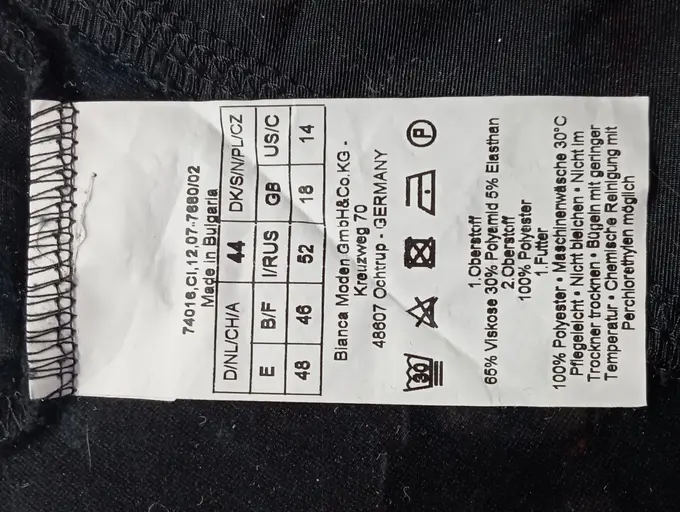 74016,CI,12,07-7680/02
Made in Bulgaria
D/NL/CH/A 44 DK/S/N/PL/CZ
E B/F I/RUS GB US/C
48 46 52 18 14
Bianca Moden GmbH&Co.KG -
Kreuzweg 70
48607 Ochtrup - GERMANY
30 P
1.Oberstoff
65% Viskose 30% Polyamid 5% Elasthan
2.Oberstoff
100% Polyester
1.Futter
100% Polyester • Maschinenwäsche 30°C
Pflegeleicht • Nicht bleichen • Nicht im
Trockner trocknen • Bügeln mit geringer
Temperatur • Chemische Reinigung mit
Perchlorethylen möglich